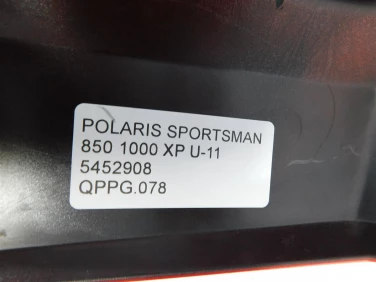 POLARIS SPORTSMAN
850 1000 XP U-11
5452908
QPPG.078